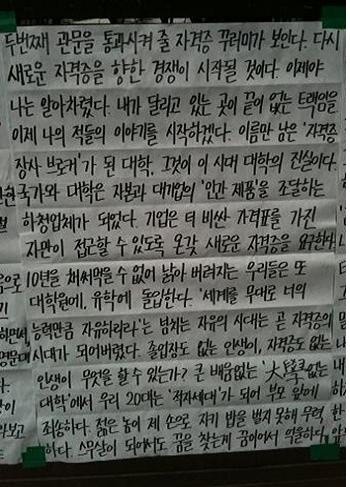 두번째 관문을 통과시켜 줄 자격증 꾸러미가 보인다. 다시
새로운 자격증을 향한 경쟁이 시작될 것이다. 이제야
나는 알아차렸다. 내가 달리고 있는 곳이 끝이 없는 트랙임을
이제 나의 적들의 이야기를 시작하겠다. 이름만 남은 '자격증
장사 브로커'가 된 대학, 그것이 이 시대 대학의 진실이다.
국가와 대학은 자본과 대기업의 '인간 제품'을 조달하는
하청업체가 되었다. 기업은 더 비싼 가격표를 가진
자만이 접근할 수 있도록 온갖 새로운 자격증을 요구한다
10년을 채 써먹을 수 없어 낡아 버려지는 우리들은 또
대학원에, 유학에 돌입한다. '세계를 무대로 너의
능력만큼 자유하리라'는 넘치는 자유의 시대는 곧 자격증의
시대가 되어버렸다. 졸업장도 없는 인생이, 자격증도 없는
인생이 무엇을 할 수 있는가? 큰 배움없는 '大學없는
대학'에서 우리 20대는 '적자세대'가 되어 부모 앞에
죄송하다. 젊은 놈이 제 손으로 자기 밥을 벌지 못해 무력
하다. 스무살이 되어서도 꿈을 찾는게 꿈이어서 억울하다.